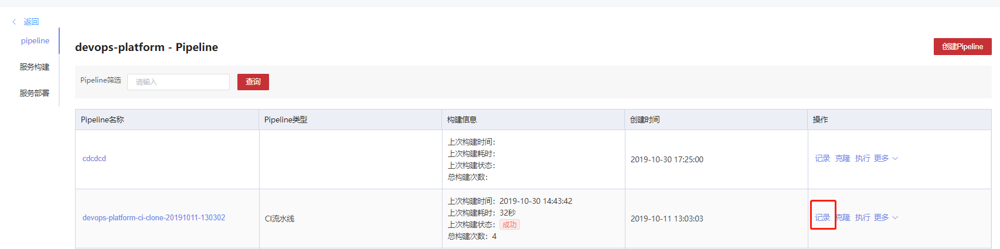 返回
pipeline
服务构建
服务部署
devops-platform - Pipeline
创建Pipeline
Pipeline筛选 请输入 查询
Pipeline名称 Pipeline类型 构建信息 创建时间 操作
cdcdcd
上次构建时间：
上次构建耗时：
上次构建状态：
总构建次数：
2019-10-30 17:25:00
记录 克隆 执行 更多
devops-platform-ci-clone-20191011-130302
CI流水线
上次构建时间：2019-10-30 14:43:42
上次构建耗时：32秒
上次构建状态：成功
总构建次数：4
2019-10-11 13:03:03
记录 克隆 执行 更多